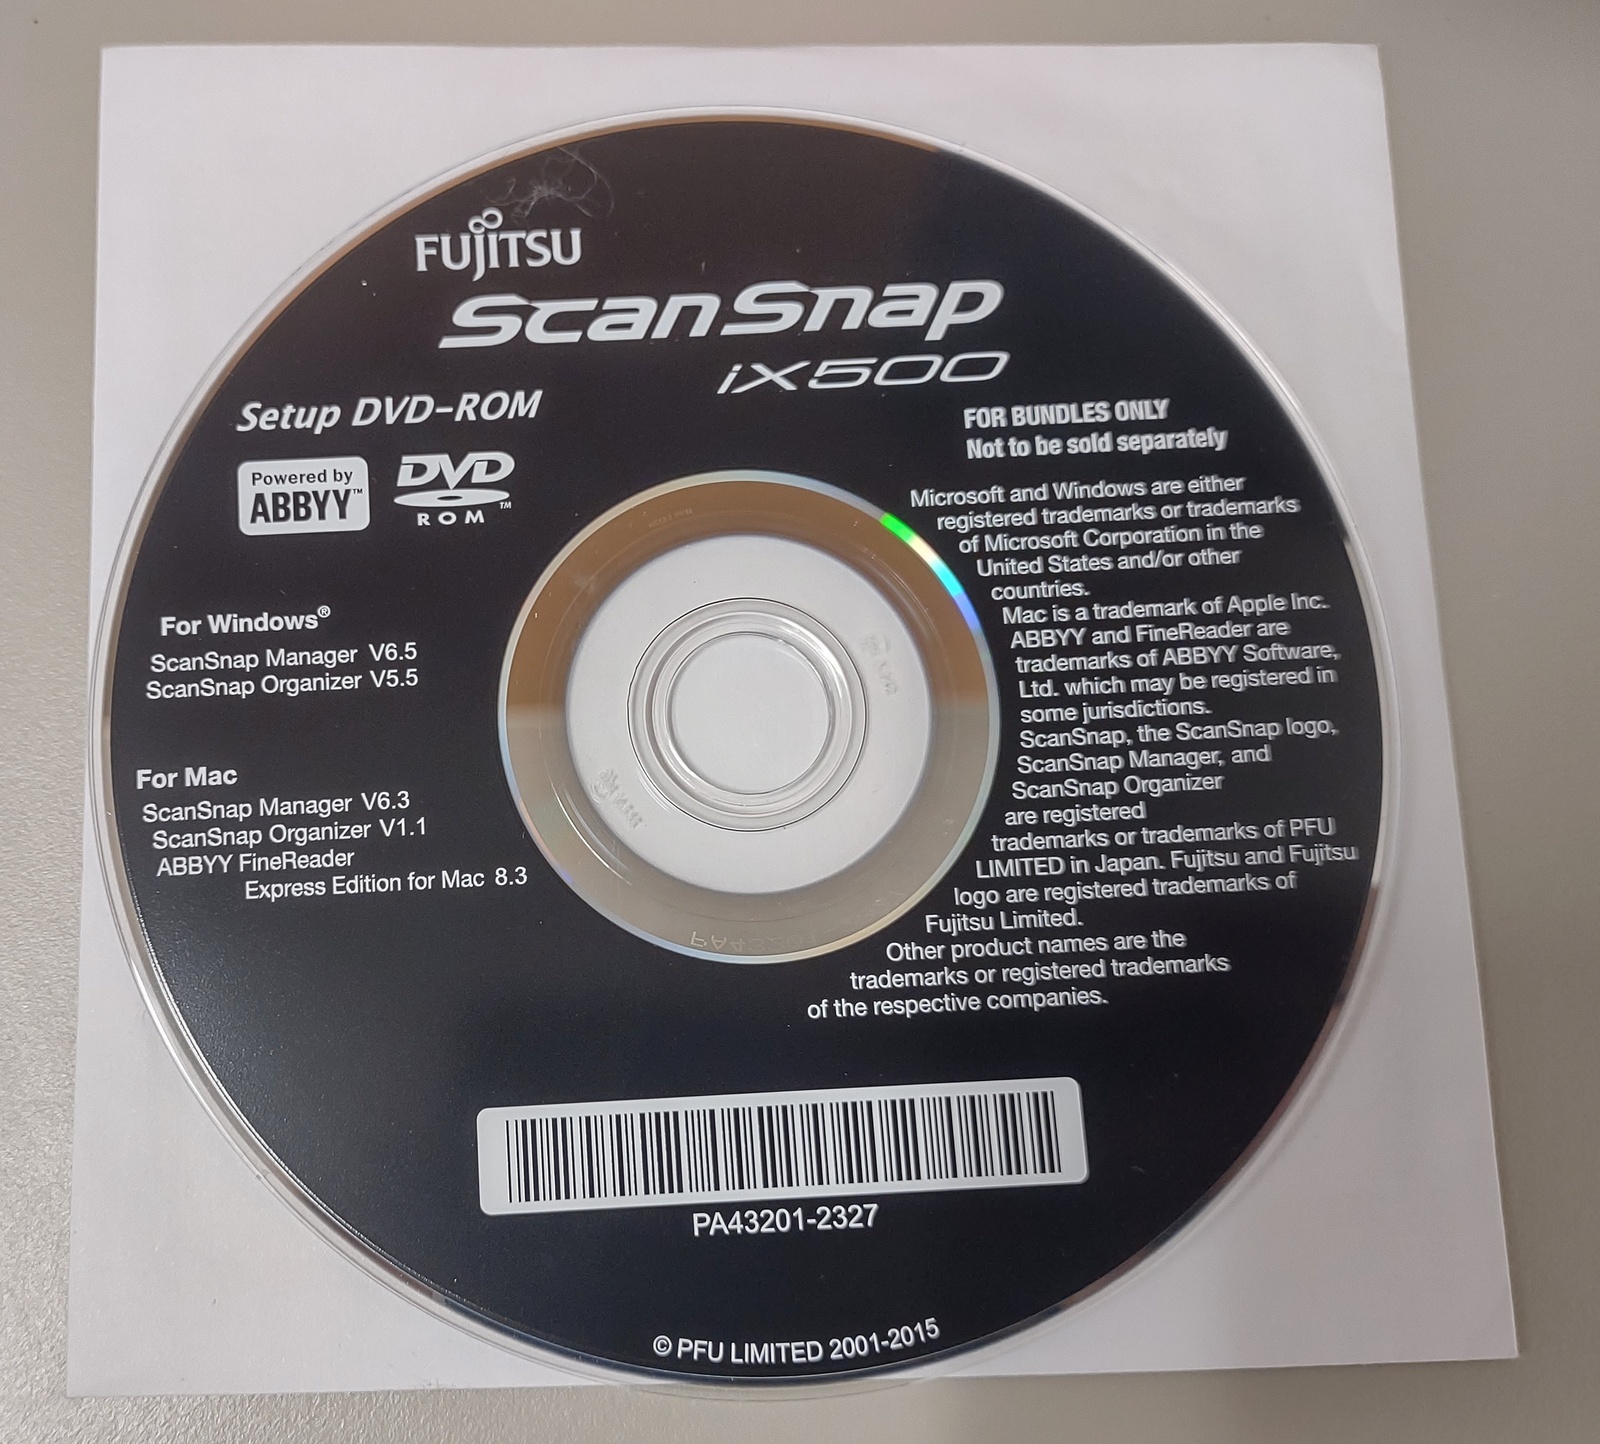 FUJITSU
ScanSnap
iX500
Setup DVD-ROM
Powered by
ABBYY™
DVD
ROM ™
FOR BUNDLES ONLY
Not to be sold separately
For Windows®
ScanSnap Manager V6.5
ScanSnap Organizer V5.5
For Mac
ScanSnap Manager V6.3
ScanSnap Organizer V1.1
ABBYY FineReader
Express Edition for Mac 8.3
Microsoft and Windows are either
registered trademarks or trademarks
of Microsoft Corporation in the
United States and/or other
countries.
Mac is a trademark of Apple Inc.
ABBYY and FineReader are
trademarks of ABBYY Software,
Ltd. which may be registered in
some jurisdictions.
ScanSnap, the ScanSnap logo,
ScanSnap Manager, and
ScanSnap Organizer
are registered
trademarks or trademarks of PFU
LIMITED in Japan. Fujitsu and Fujitsu
logo are registered trademarks of
Fujitsu Limited.
Other product names are the
trademarks or registered trademarks
of the respective companies.
PA43201-2327
© PFU LIMITED 2001-2015